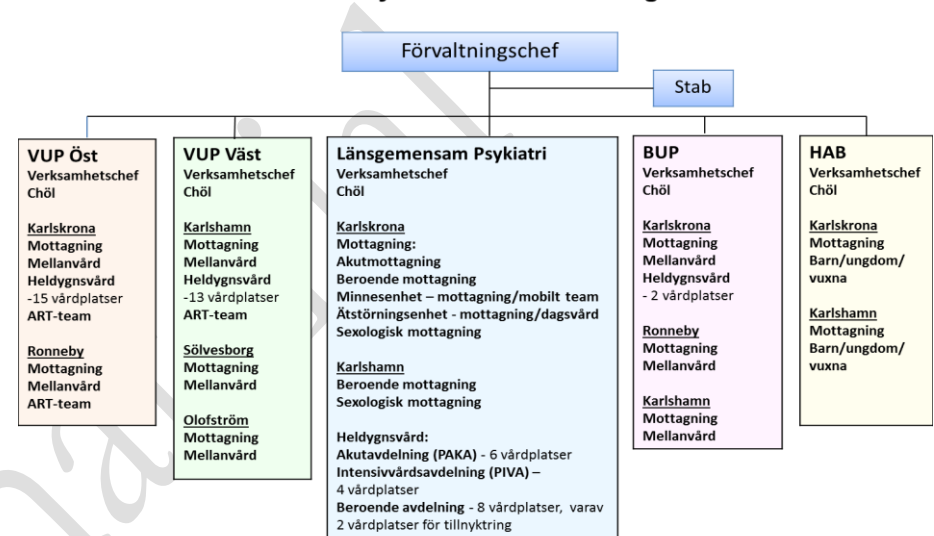 Förvaltningschef
Stab
VUP Öst
Verksamhetschef
Chöl
Karlskrona
Mottagning
Mellanvård
Heldygnsvård
-15 vårdplatser
ART-team
Ronneby
Mottagning
Mellanvård
ART-team
VUP Väst
Verksamhetschef
Chöl
Karlshamn
Mottagning
Mellanvård
Heldygnsvård
-13 vårdplatser
ART-team
Sölvesborg
Mottagning
Mellanvård
Olofström
Mottagning
Mellanvård
Länsgemensam Psykiatri
Verksamhetschef
Chöl
Karlskrona
Mottagning:
Akutmottagning
Beroende mottagning
Minnesenhet – mottagning/mobilt team
Ätstörningsenhet - mottagning/dagsvård
Sexologisk mottagning
Karlshamn
Beroende mottagning
Sexologisk mottagning
Heldygnsvård:
Akutavdelning (PAKA) - 6 vårdplatser
Intensivvårdsavdelning (PIVA) –
4 vårdplatser
Beroende avdelning - 8 vårdplatser, varav
2 vårdplatser för tillnyktring
BUP
Verksamhetschef
Chöl
Karlskrona
Mottagning
Mellanvård
Heldygnsvård
- 2 vårdplatser
Ronneby
Mottagning
Mellanvård
Karlshamn
Mottagning
Mellanvård
HAB
Verksamhetschef
Chöl
Karlskrona
Mottagning
Barn/ungdom/
vuxna
Karlshamn
Mottagning
Barn/ungdom/
vuxna